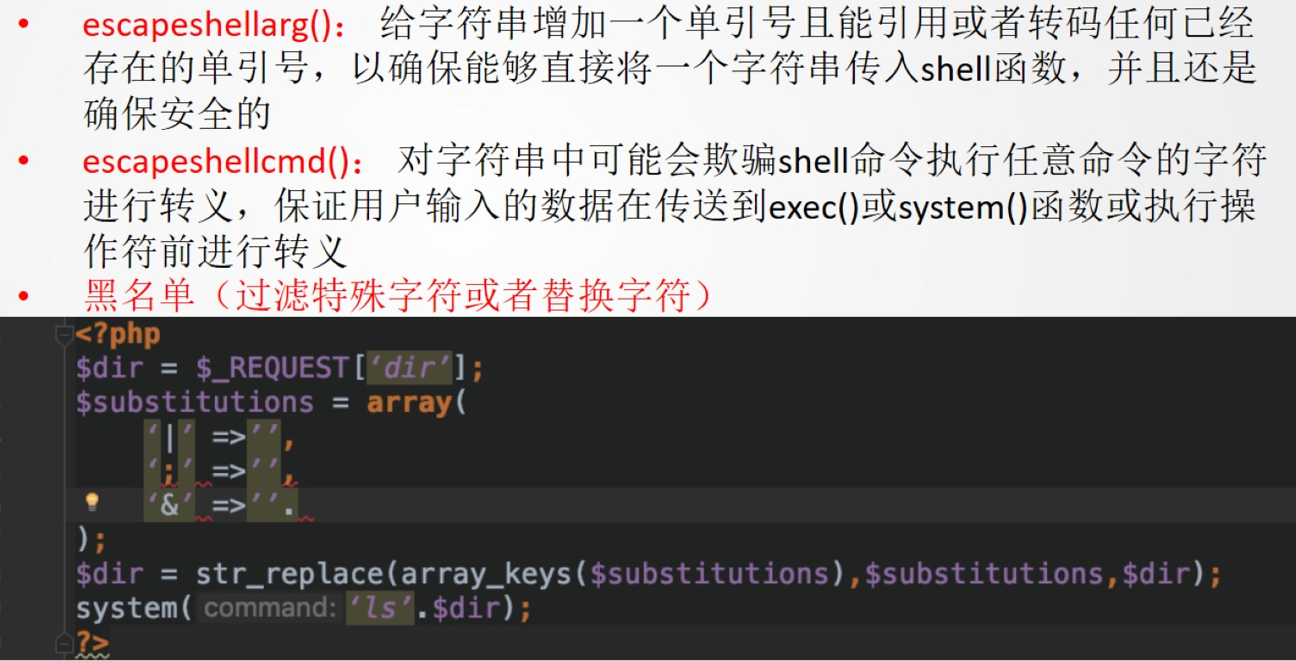 • escapeshellarg()： 给字符串增加一个单引号且能引用或者转码任何已经
存在的单引号，以确保能够直接将一个字符串传入shell函数，并且还是
确保安全的
• escapeshellcmd()： 对字符串中可能会欺骗shell命令执行任意命令的字符
进行转义，保证用户输入的数据在传送到exec()或system()函数或执行操
作符前进行转义
• 黑名单（过滤特殊字符或者替换字符）
<?php
$dir = $_REQUEST[‘dir’];
$substitutions = array(
‘|’ =>’’,
‘;’ =>’’,
‘&’ =>’’.
);
$dir = str_replace(array_keys($substitutions),$substitutions,$dir);
system( command: ‘ls’.$dir);
?>